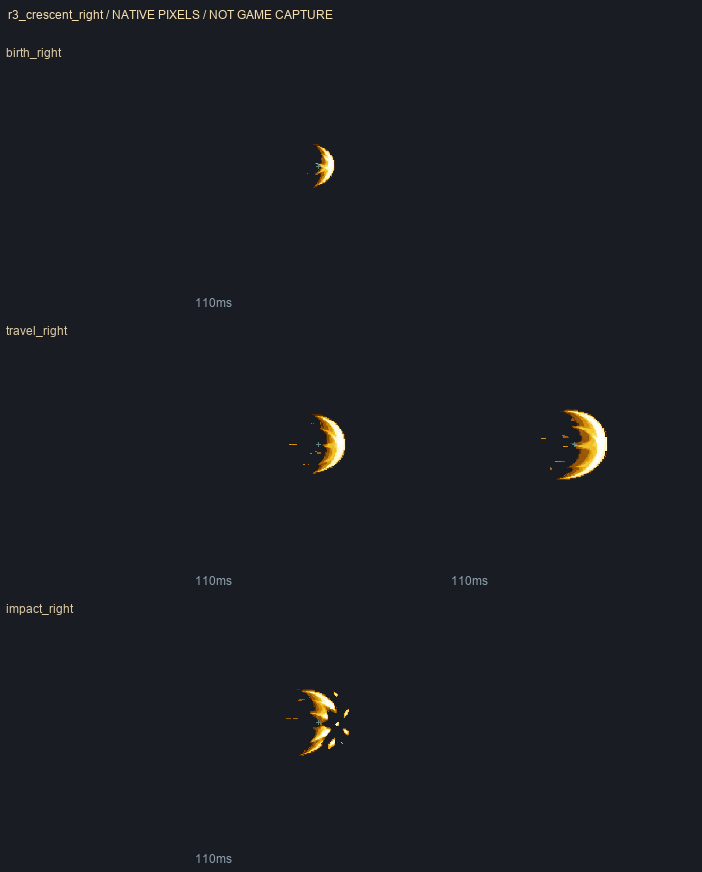 r3_crescent_right / NATIVE PIXELS / NOT GAME CAPTURE
birth_right
110ms
travel_right
110ms 110ms
impact_right
110ms